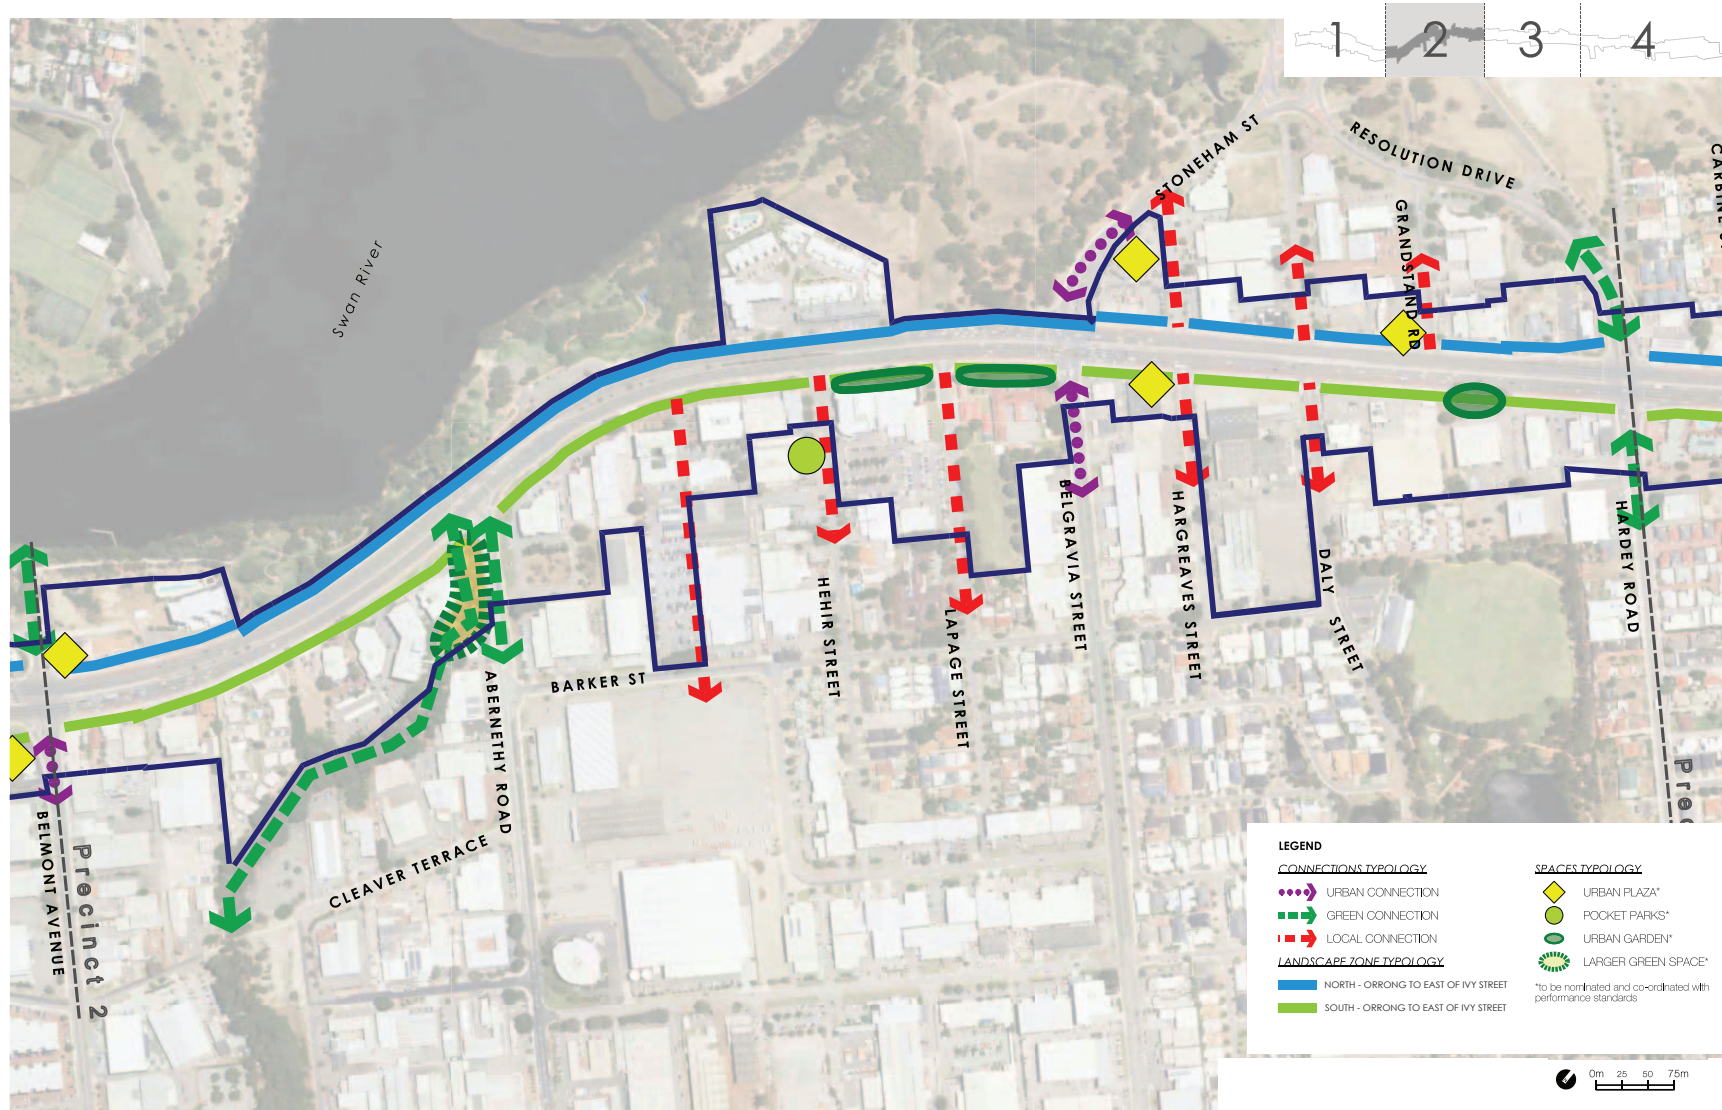 1
2
3
4
STONEHAM ST
RESOLUTION DRIVE
GRANDSTAND RD
Swan River
BELGRAVIA STREET
HARGREAVES STREET
DALY STREET
HARDEY ROAD
HEHIR STREET
LAPAGE STREET
BARKER ST
ABERNETHY ROAD
CLEAVER TERRACE
BELMONT AVENUE
Precinct 2
LEGEND
CONNECTIONS TYPOLOGY
URBAN CONNECTION
GREEN CONNECTION
LOCAL CONNECTION
LANDSCAPE ZONE TYPOLOGY
NORTH - ORRONG TO EAST OF IVY STREET
SOUTH - ORRONG TO EAST OF IVY STREET
SPACES TYPOLOGY
URBAN PLAZA*
POCKET PARKS*
URBAN GARDEN*
LARGER GREEN SPACE*
*to be nominated and co-ordinated with
performance standards
0m 25 50 75m